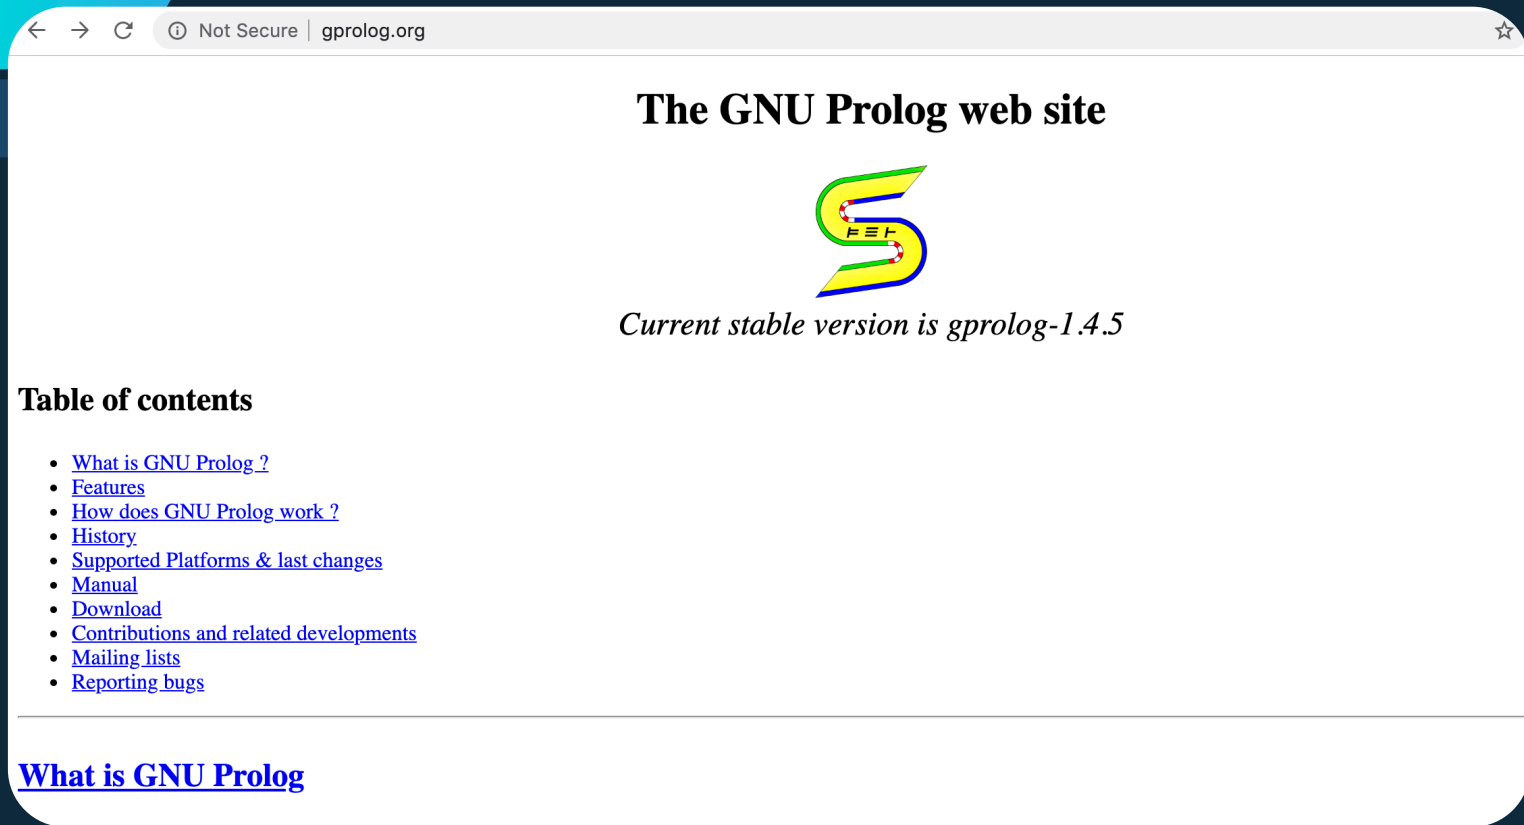 Not Secure | gprolog.org
The GNU Prolog web site
⊧ ≡ ⊦
Current stable version is gprolog-1.4.5
Table of contents
What is GNU Prolog ?
Features
How does GNU Prolog work ?
History
Supported Platforms & last changes
Manual
Download
Contributions and related developments
Mailing lists
Reporting bugs
What is GNU Prolog